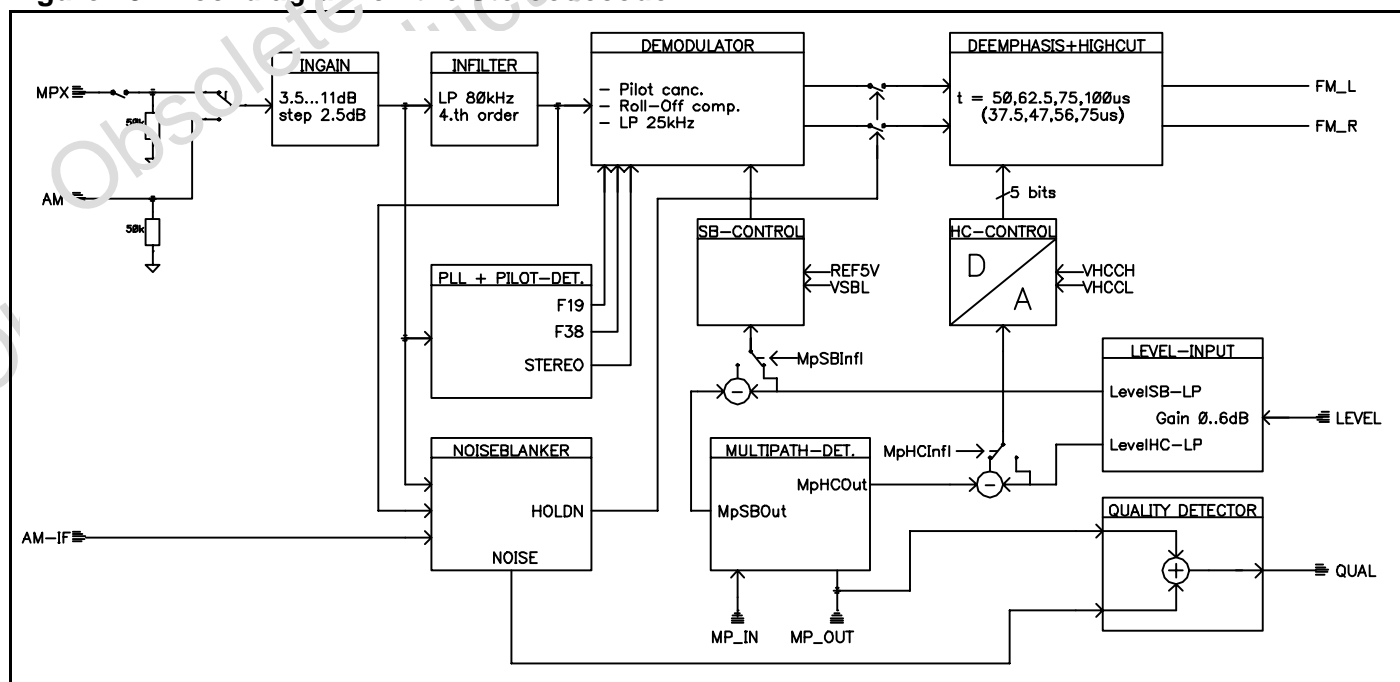 Obsolete
DEMODULATOR
DEEMPHASIS+HIGHCUT
INGAIN
INFILTER
MPX
3.5...11dB
step 2.5dB
LP 80kHz
4.th order
– Pilot canc.
– Roll–Off comp.
– LP 25kHz
t = 50,62.5,75,100us
(37.5,47,56,75us)
FM_L
FM_R
50k
AM
50k
5 bits
SB–CONTROL
HC–CONTROL
D
A
REF5V
VSBL
VHCCH
VHCCL
PLL + PILOT–DET.
F19
F38
STEREO
MpSBInfl
LEVEL–INPUT
LevelSB–LP
Gain 0..6dB
LevelHC–LP
LEVEL
NOISEBLANKER
MULTIPATH–DET.
MpHCInfl
MpHCOut
MpSBOut
HOLDN
NOISE
AM–IF
QUALITY DETECTOR
QUAL
MP_IN
MP_OUT